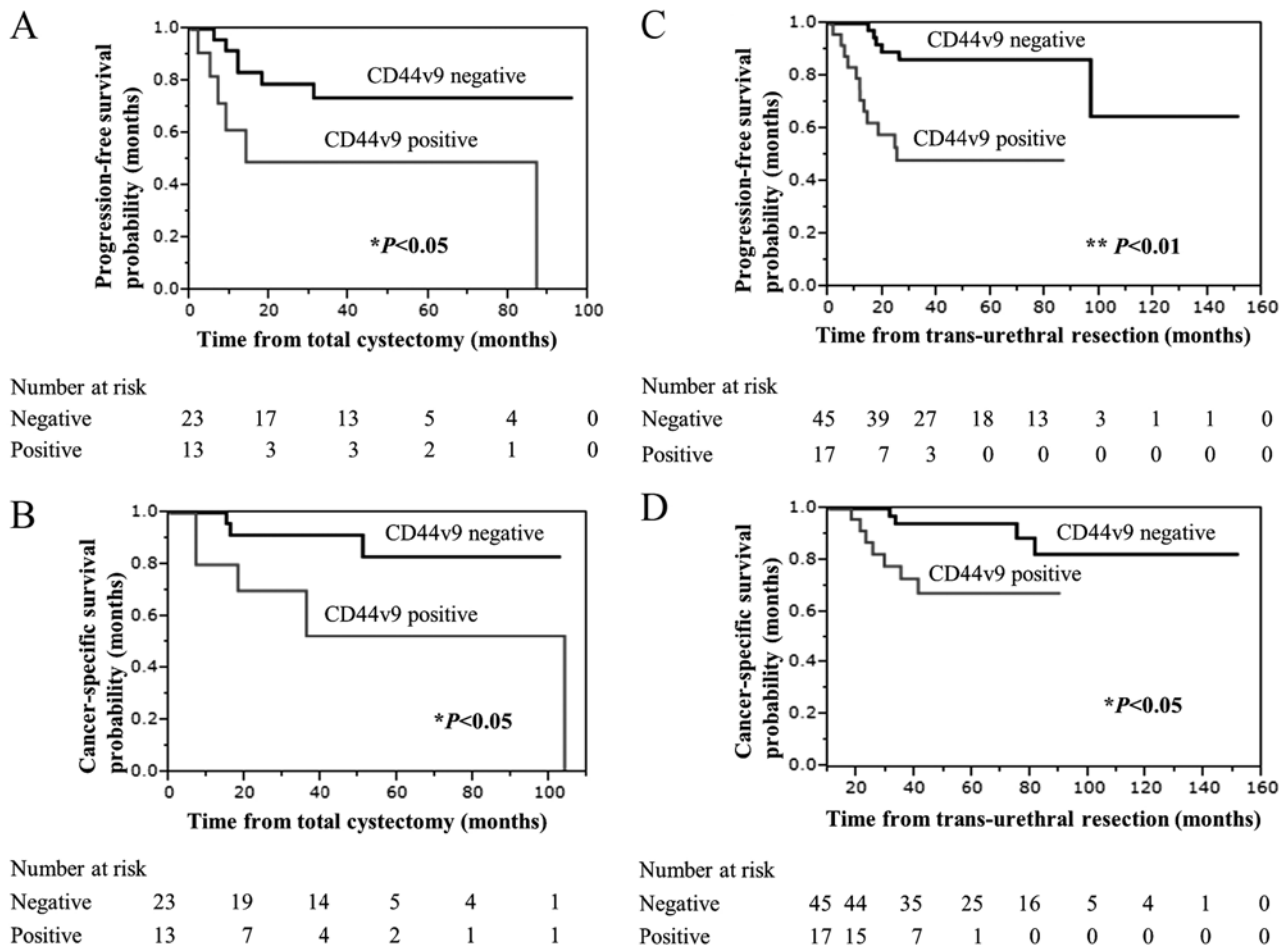 A
Progression-free survival
probability (months)
1.0
0.8
0.6
0.4
0.2
0.0
CD44v9 negative
CD44v9 positive
*P<0.05
0 20 40 60 80 100
Time from total cystectomy (months)
Number at risk
Negative 23 17 13 5 4 0
Positive 13 3 3 2 1 0
B
Cancer-specific survival
probability (months)
1.0
0.8
0.6
0.4
0.2
0.0
CD44v9 negative
CD44v9 positive
*P<0.05
0 20 40 60 80 100
Time from total cystectomy (months)
Number at risk
Negative 23 19 14 5 4 1
Positive 13 7 4 2 1 1
C
Progression-free survival
probability (months)
1.0
0.8
0.6
0.4
0.2
0.0
CD44v9 negative
CD44v9 positive
** P<0.01
0 20 40 60 80 100 120 140 160
Time from trans-urethral resection (months)
Number at risk
Negative 45 39 27 18 13 3 1 1 0
Positive 17 7 3 0 0 0 0 0 0
D
Cancer-specific survival
probability (months)
1.0
0.8
0.6
0.4
0.2
0.0
CD44v9 negative
CD44v9 positive
*P<0.05
20 40 60 80 100 120 140 160
Time from trans-urethral resection (months)
Number at risk
Negative 45 44 35 25 16 5 4 1 0
Positive 17 15 7 1 0 0 0 0 0